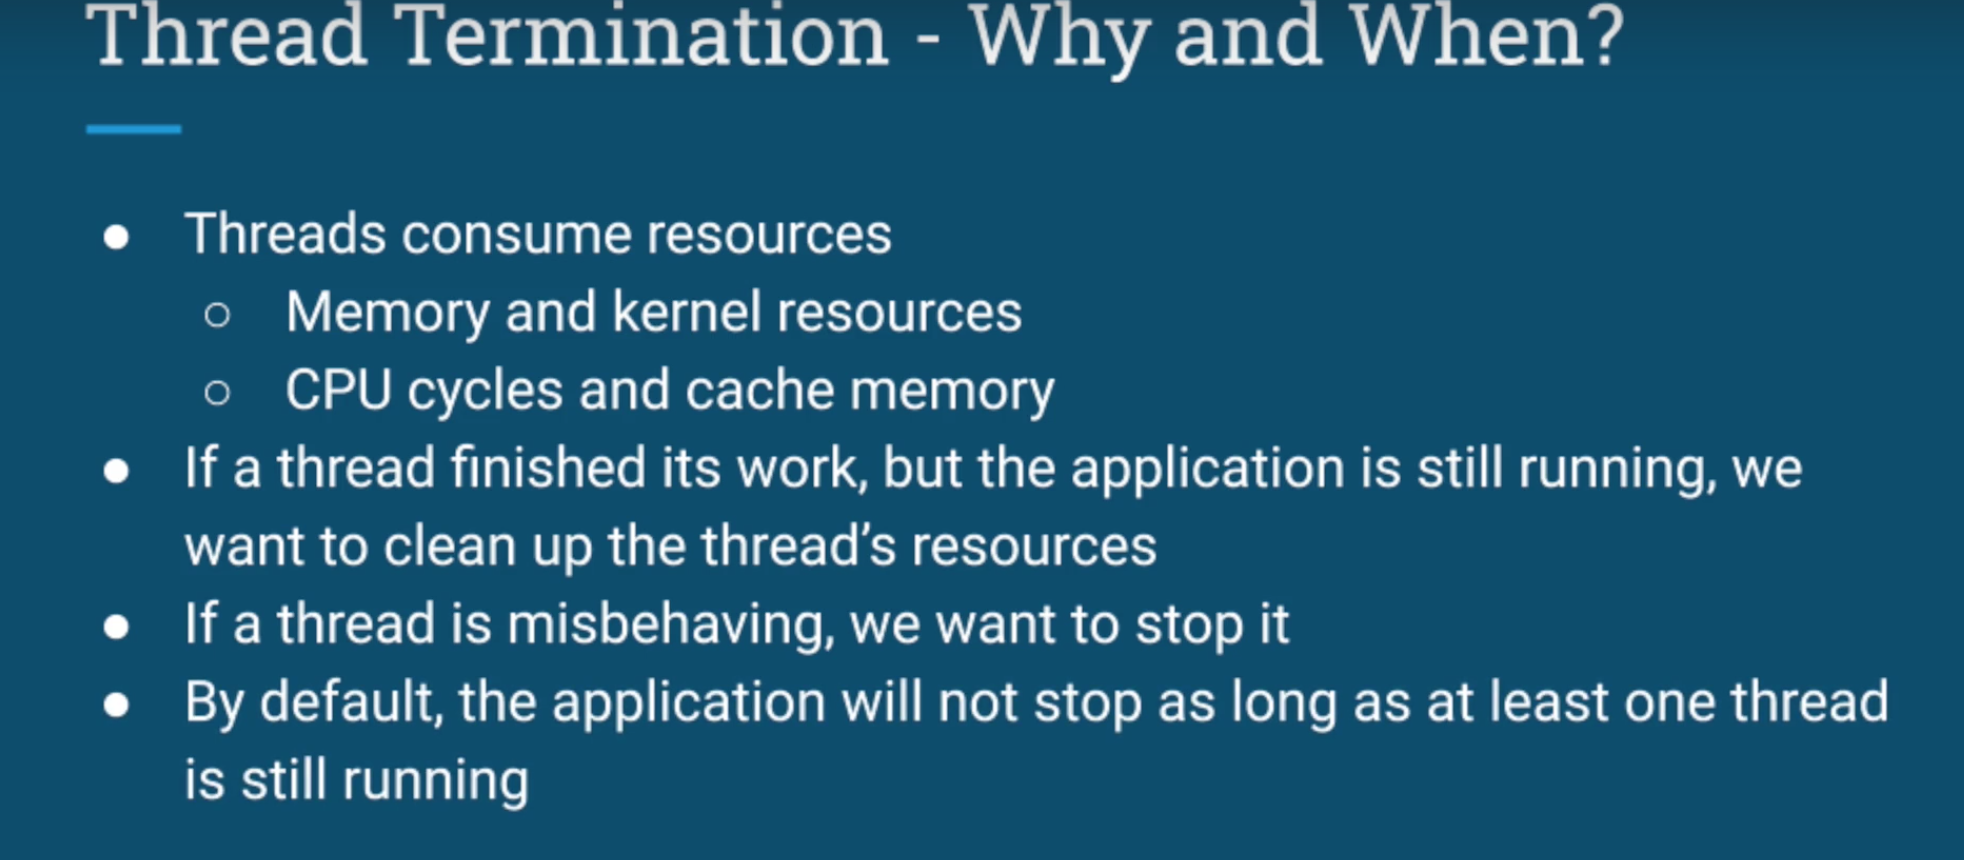 Thread Termination - Why and When?
● Threads consume resources
○ Memory and kernel resources
○ CPU cycles and cache memory
● If a thread finished its work, but the application is still running, we
want to clean up the thread’s resources
● If a thread is misbehaving, we want to stop it
● By default, the application will not stop as long as at least one thread
is still running